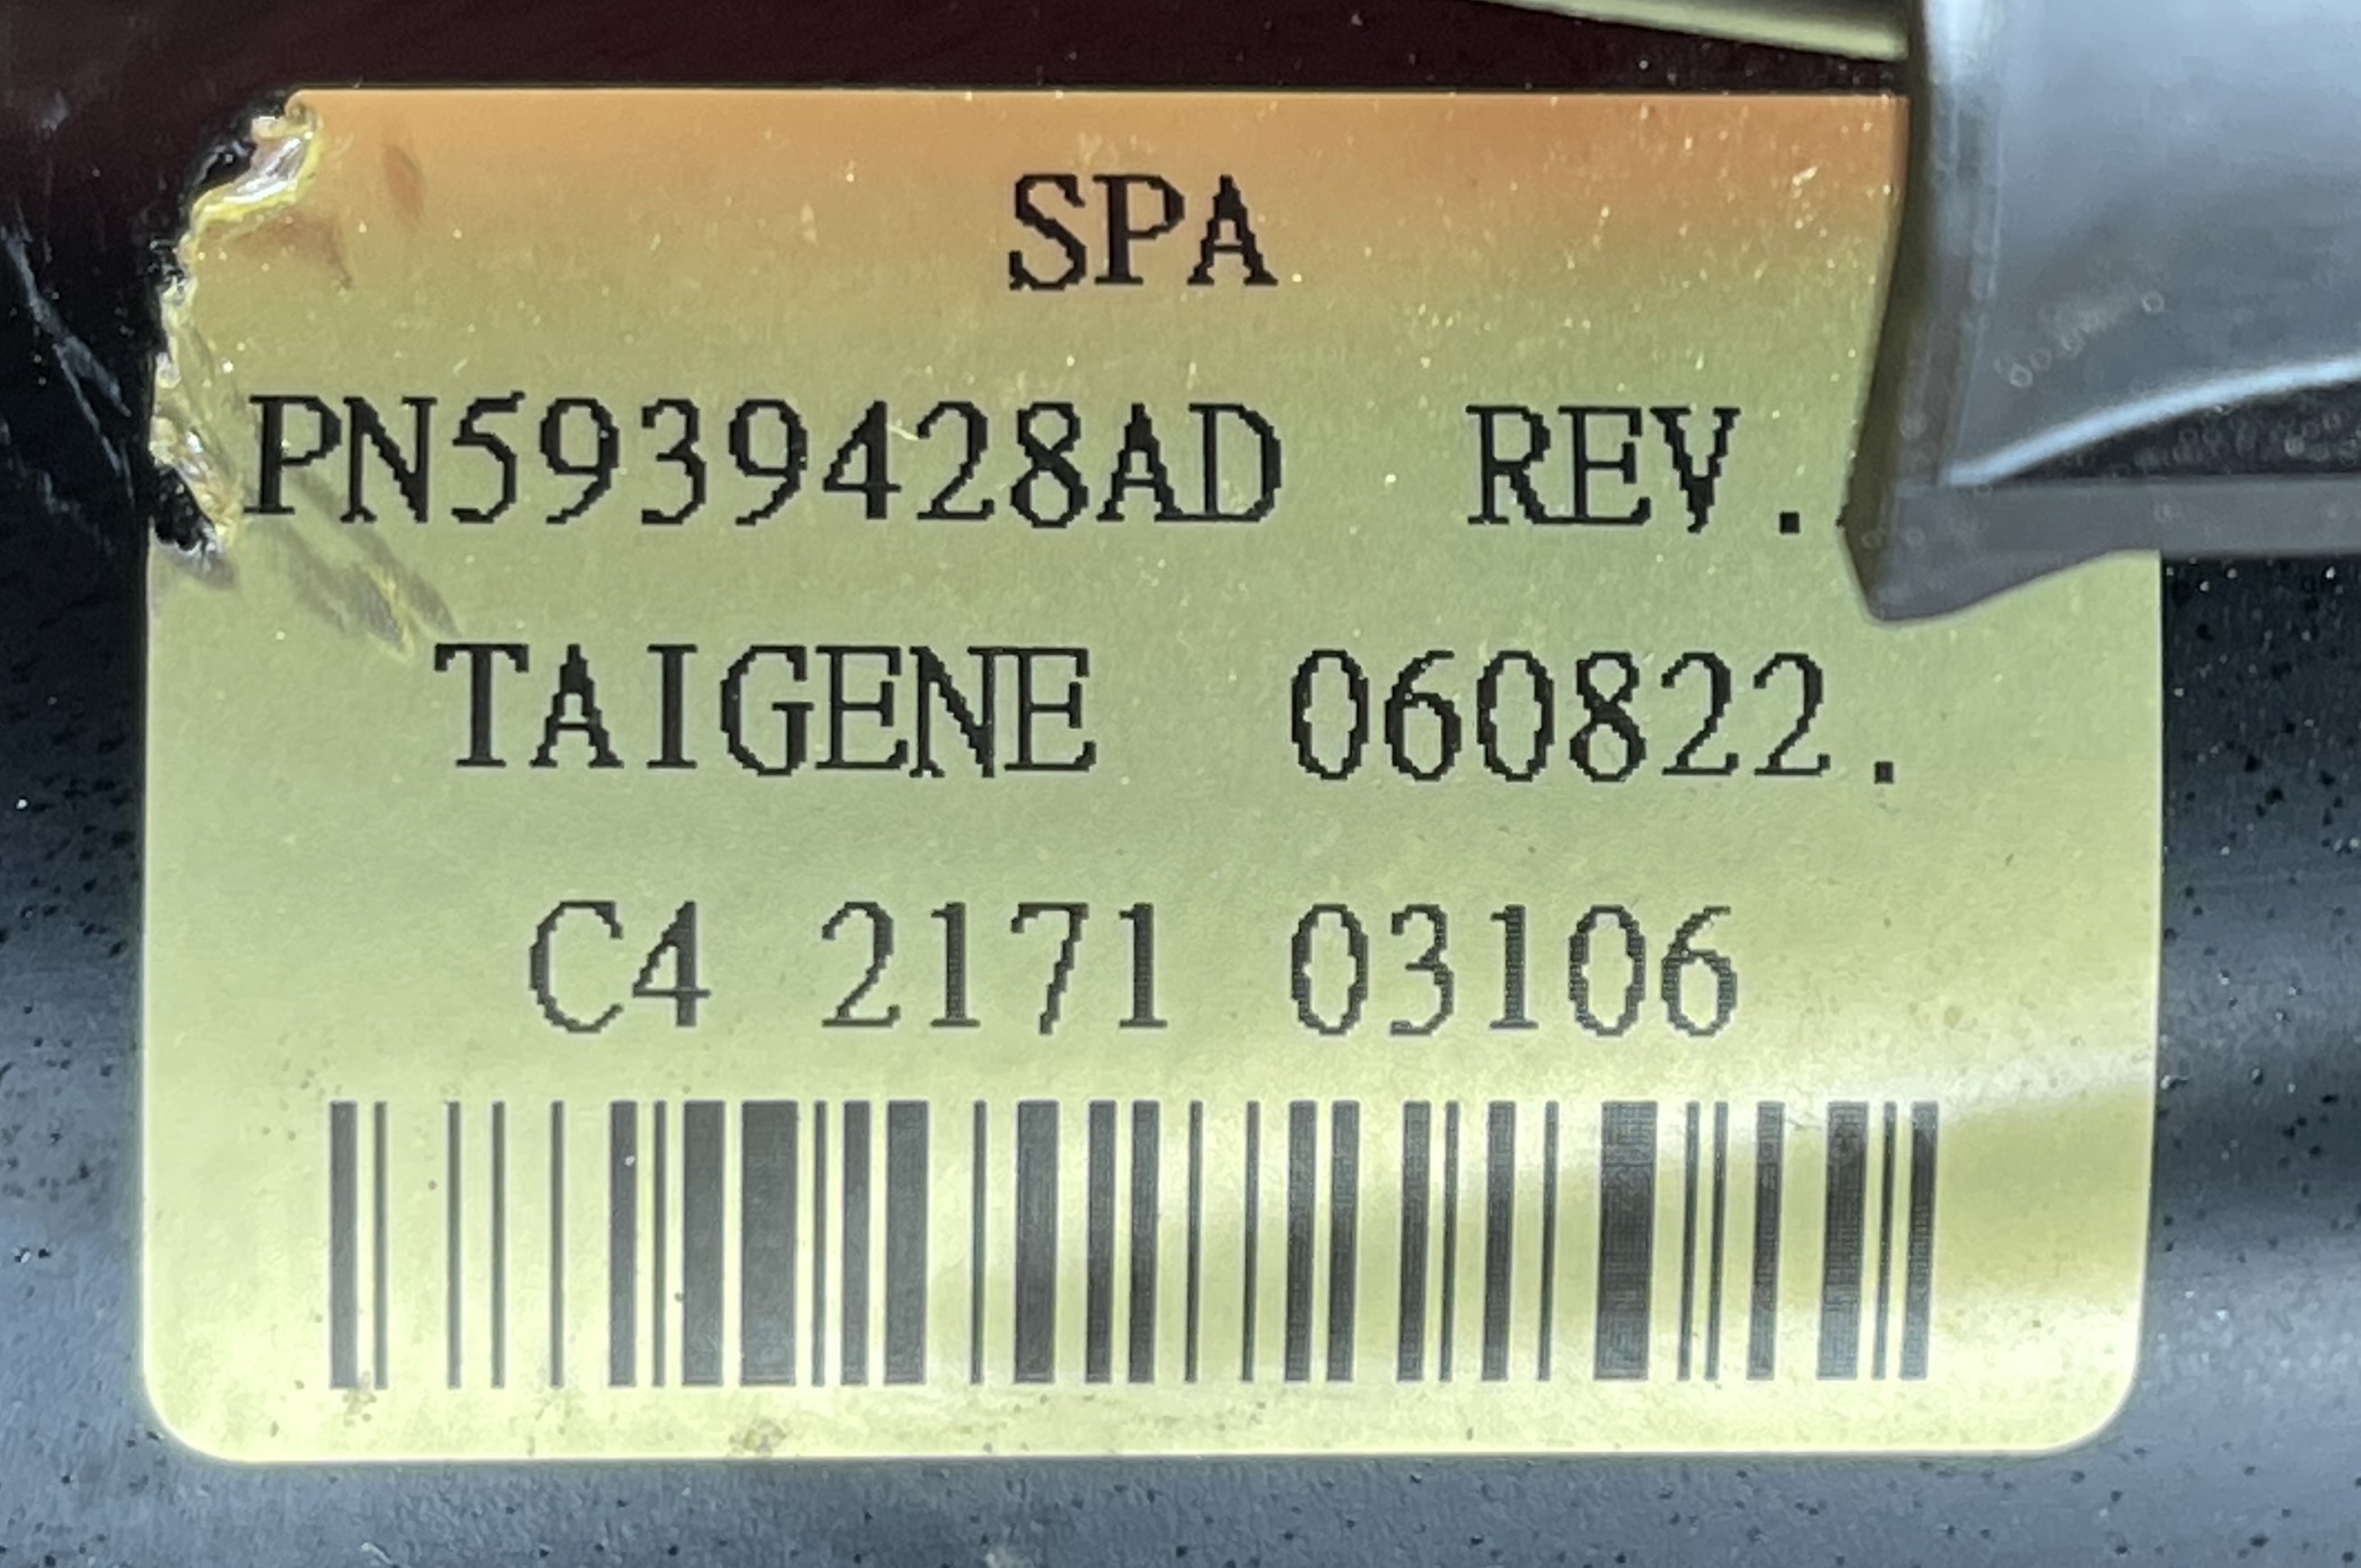 SPA
PN5939428AD REV.
TAIGENE 060822.
C4 2171 03106